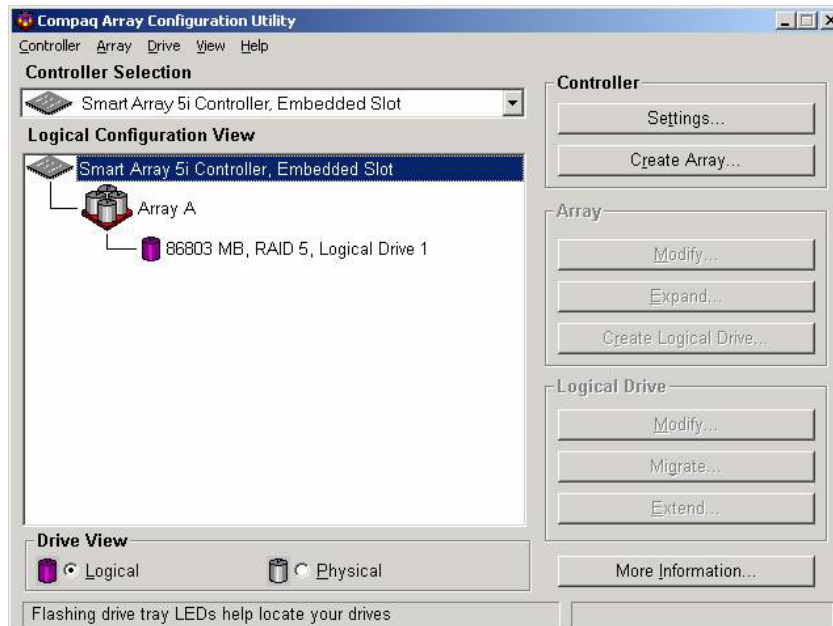 Compaq Array Configuration Utility
Controller Array Drive View Help
Controller Selection
Smart Array 5i Controller, Embedded Slot
Logical Configuration View
Smart Array 5i Controller, Embedded Slot
Array A
86803 MB, RAID 5, Logical Drive 1
Drive View
Logical
Physical
Controller
Settings...
Create Array...
Array
Modify...
Expand...
Create Logical Drive...
Logical Drive
Modify...
Migrate...
Extend...
More Information...
Flashing drive tray LEDs help locate your drives